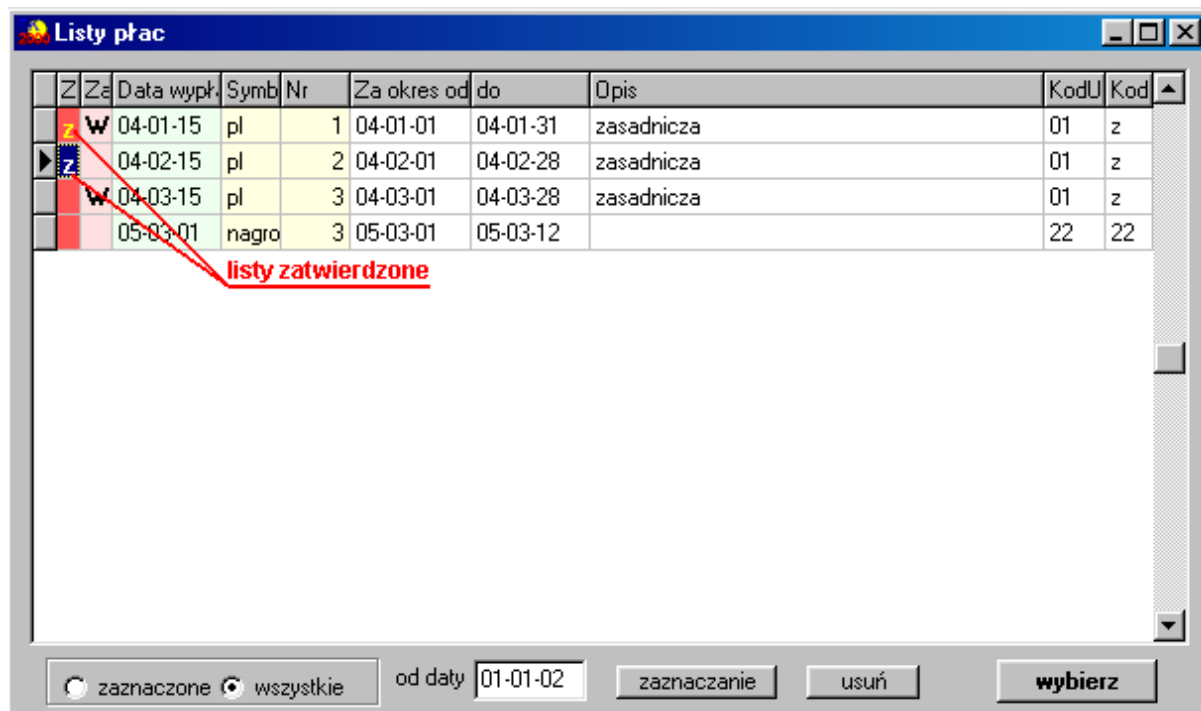 Listy płac
Z Za Data wypł Symb Nr Za okres od do Opis KodU Kod
z W 04-01-15 pl 1 04-01-01 04-01-31 zasadnicza 01 z
z 04-02-15 pl 2 04-02-01 04-02-28 zasadnicza 01 z
W 04-03-15 pl 3 04-03-01 04-03-28 zasadnicza 01 z
05-03-01 nagro 3 05-03-01 05-03-12 22 22
listy zatwierdzone
zaznaczone wszystkie od daty 01-01-02 zaznaczanie usuń wybierz